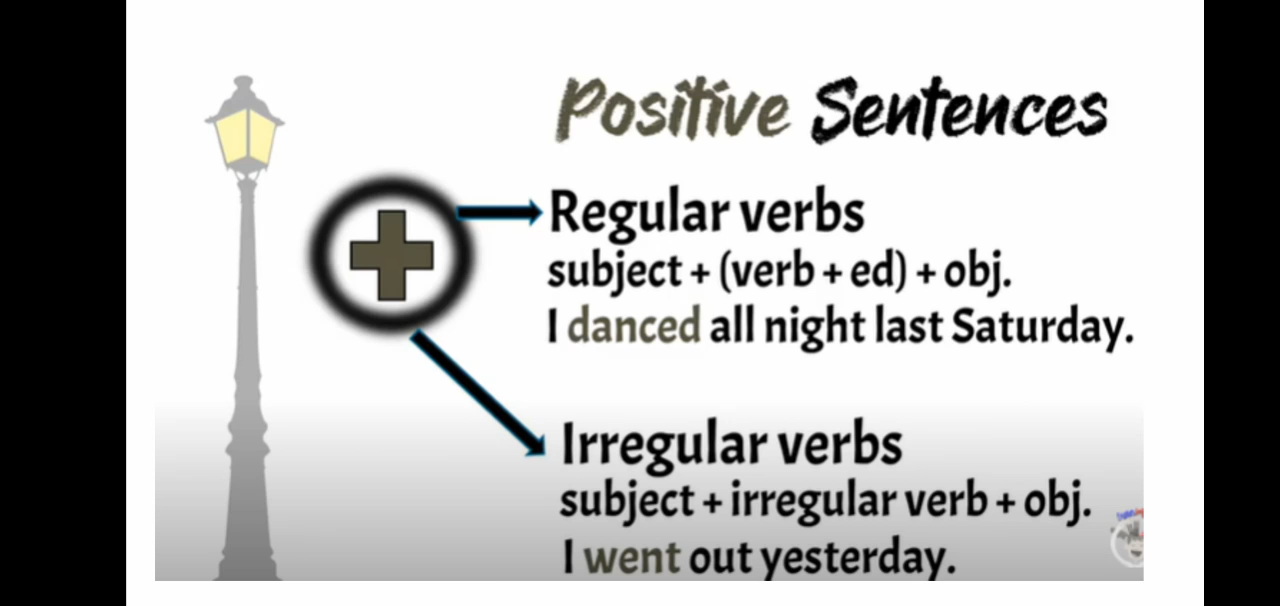 Positive Sentences
Regular verbs
subject + (verb + ed) + obj.
I danced all night last Saturday.
Irregular verbs
subject + irregular verb + obj.
I went out yesterday.